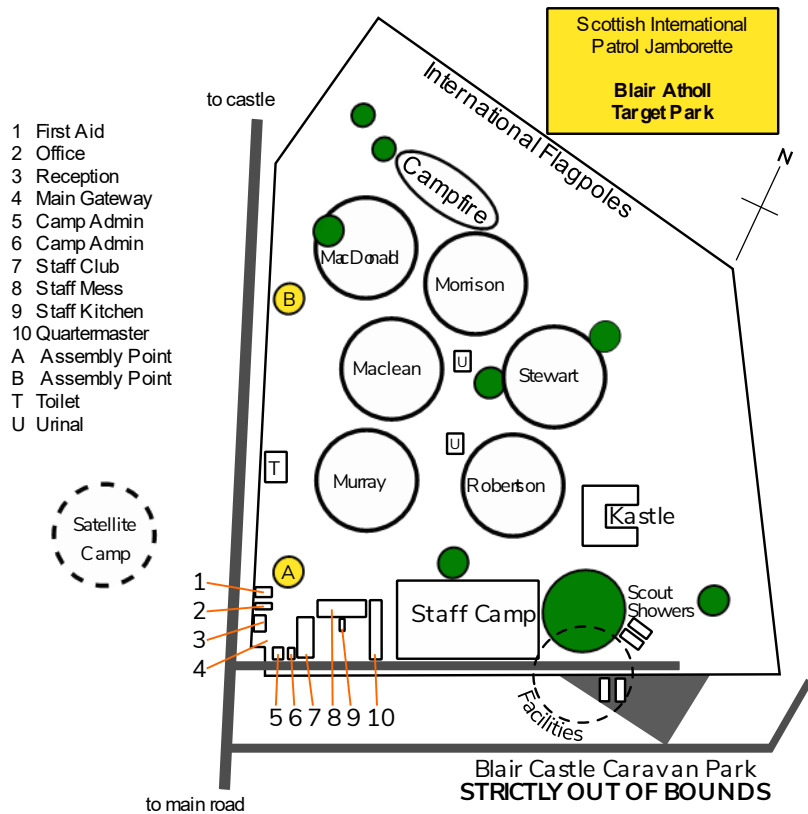 Scottish International
Patrol Jamborette
Blair Atholl
Target Park
to castle
1 First Aid
2 Office
3 Reception
4 Main Gateway
5 Camp Admin
6 Camp Admin
7 Staff Club
8 Staff Mess
9 Staff Kitchen
10 Quartermaster
A Assembly Point
B Assembly Point
T Toilet
U Urinal
International Flagpoles
N
Campfire
MacDonald
Morrison
B
Maclean
U
Stewart
U
T
Murray
Robertson
Kastle
Satellite
Camp
A
1
2
3
4
Staff Camp
Scout
Showers
5 6 7 8 9 10
Facilities
Blair Castle Caravan Park
STRICTLY OUT OF BOUNDS
to main road